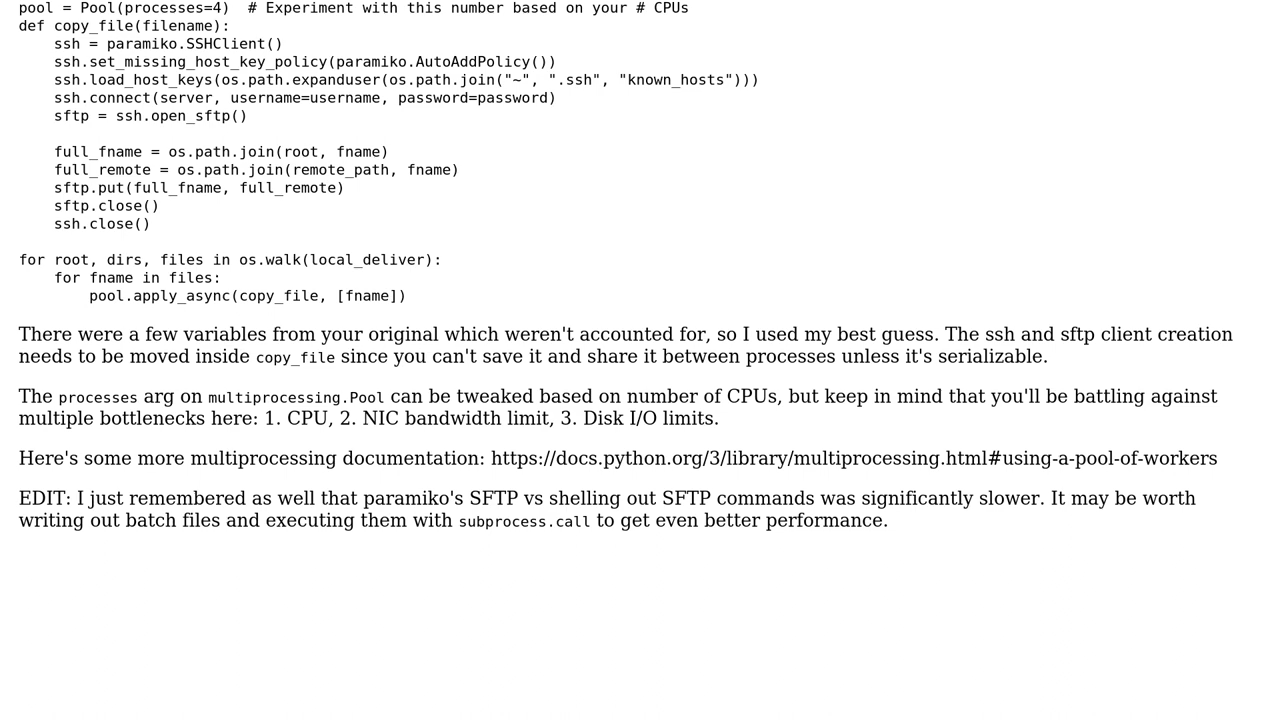 pool = Pool(processes=4)  # Experiment with this number based on your # CPUs
def copy_file(filename):
    ssh = paramiko.SSHClient()
    ssh.set_missing_host_key_policy(paramiko.AutoAddPolicy())
    ssh.load_host_keys(os.path.expanduser(os.path.join("~", ".ssh", "known_hosts")))
    ssh.connect(server, username=username, password=password)
    sftp = ssh.open_sftp()

    full_fname = os.path.join(root, fname)
    full_remote = os.path.join(remote_path, fname)
    sftp.put(full_fname, full_remote)
    sftp.close()
    ssh.close()

for root, dirs, files in os.walk(local_deliver):
    for fname in files:
        pool.apply_async(copy_file, [fname])

There were a few variables from your original which weren't accounted for, so I used my best guess. The ssh and sftp client creation
needs to be moved inside copy_file since you can't save it and share it between processes unless it's serializable.

The processes arg on multiprocessing.Pool can be tweaked based on number of CPUs, but keep in mind that you'll be battling against
multiple bottlenecks here: 1. CPU, 2. NIC bandwidth limit, 3. Disk I/O limits.

Here's some more multiprocessing documentation: https://docs.python.org/3/library/multiprocessing.html#using-a-pool-of-workers

EDIT: I just remembered as well that paramiko's SFTP vs shelling out SFTP commands was significantly slower. It may be worth
writing out batch files and executing them with subprocess.call to get even better performance.